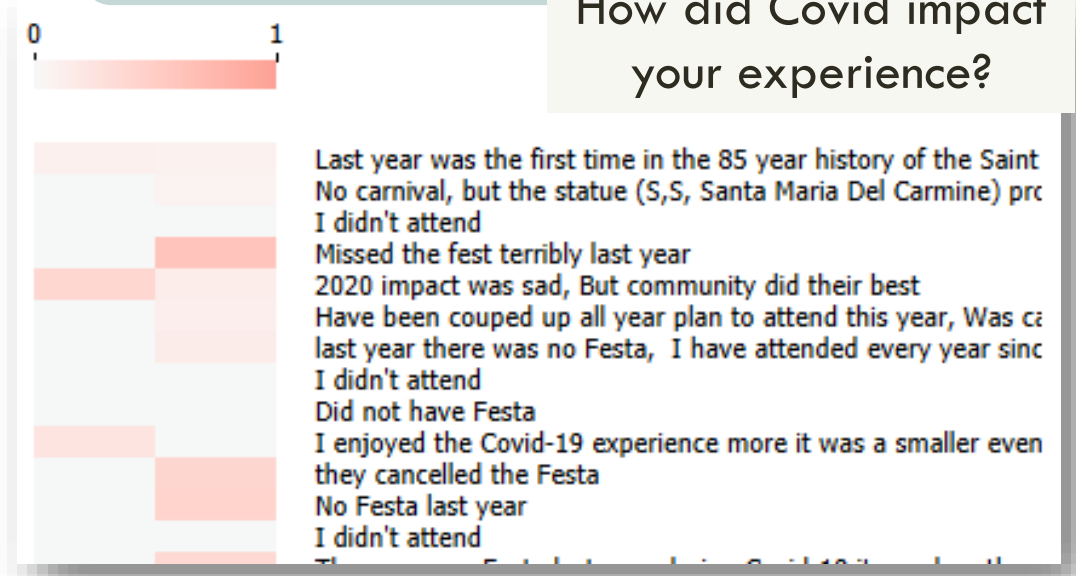 How did Covid impact
your experience?
0 1
Last year was the first time in the 85 year history of the Saint
No carnival, but the statue (S,S, Santa Maria Del Carmine)
I didn't attend
Missed the fest terribly last year
2020 impact was sad, But community did their best
Have been couped up all year plan to attend this year, Was
last year there was no Festa,  I have attended every year
I didn't attend
Did not have Festa
I enjoyed the Covid-19 experience more it was a smaller
they cancelled the Festa
No Festa last year
I didn't attend